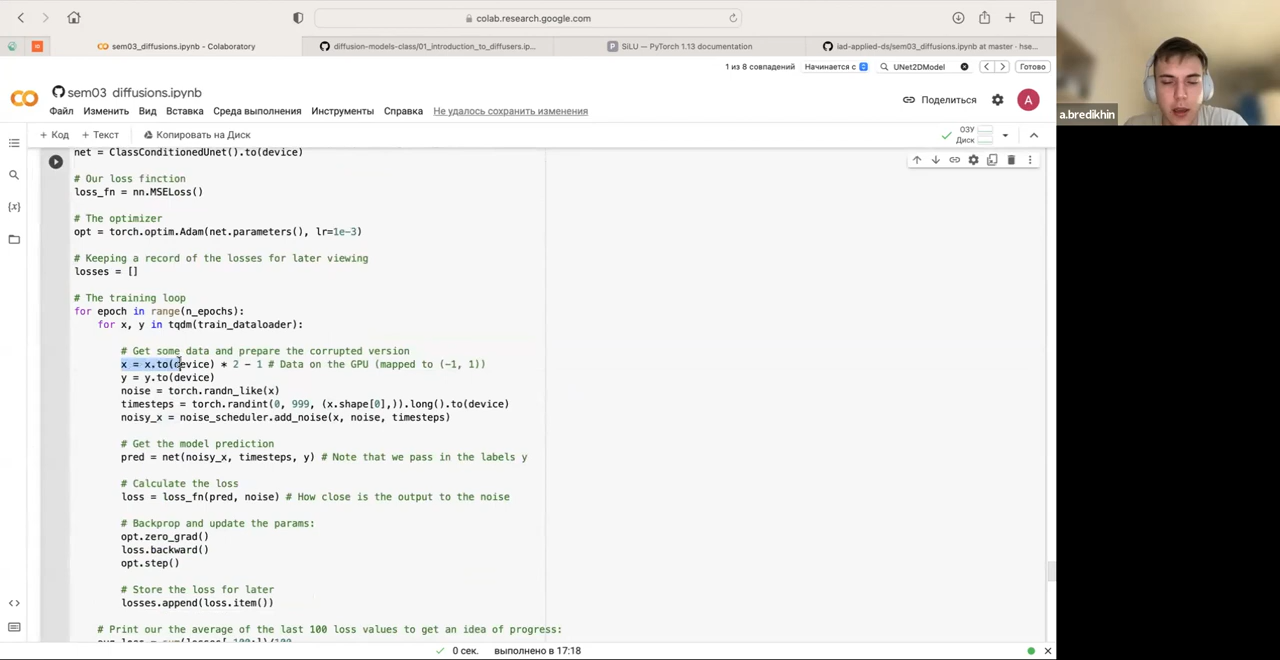 colab.research.google.com
sem03_diffusions.ipynb - Colaboratory
diffusion-models-class/01_introduction_to_diffusers.ip...
SiLU — PyTorch 1.13 documentation
iad-applied-ds/sem03_diffusions.ipynb at master · hse...
1 из 8 совпадений
Начинается с
UNet2DModel
Готово
sem03_diffusions.ipynb
Поделиться
A
Файл Изменить Вид Вставка Среда выполнения Инструменты Справка Не удалось сохранить изменения
+ Код + Текст Копировать на Диск
ОЗУ
Диск
a.bredikhin
net = ClassConditionedUnet().to(device)
# Our loss finction
loss_fn = nn.MSELoss()
# The optimizer
opt = torch.optim.Adam(net.parameters(), lr=1e-3)
# Keeping a record of the losses for later viewing
losses = []
# The training loop
for epoch in range(n_epochs):
for x, y in tqdm(train_dataloader):
# Get some data and prepare the corrupted version
x = x.to(device) * 2 - 1 # Data on the GPU (mapped to (-1, 1))
y = y.to(device)
noise = torch.randn_like(x)
timesteps = torch.randint(0, 999, (x.shape[0],)).long().to(device)
noisy_x = noise_scheduler.add_noise(x, noise, timesteps)
# Get the model prediction
pred = net(noisy_x, timesteps, y) # Note that we pass in the labels y
# Calculate the loss
loss = loss_fn(pred, noise) # How close is the output to the noise
# Backprop and update the params:
opt.zero_grad()
loss.backward()
opt.step()
# Store the loss for later
losses.append(loss.item())
# Print our the average of the last 100 loss values to get an idea of progress:
avg_loss = sum(losses[-100:])/100
0 сек. выполнено в 17:18